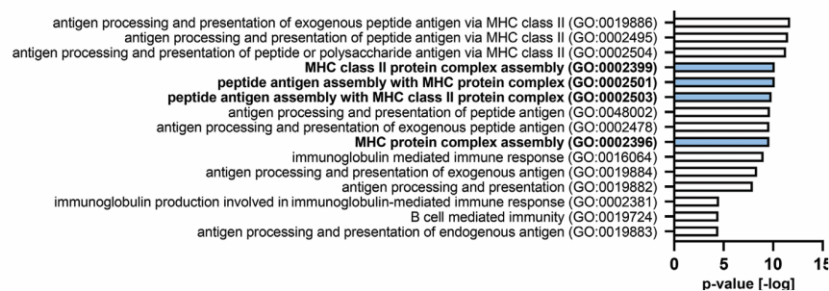 antigen processing and presentation of exogenous peptide antigen via MHC class II (GO:0019886)
antigen processing and presentation of peptide antigen via MHC class II (GO:0002495)
antigen processing and presentation of peptide or polysaccharide antigen via MHC class II (GO:0002504)
MHC class II protein complex assembly (GO:0002399)
peptide antigen assembly with MHC protein complex (GO:0002501)
peptide antigen assembly with MHC class II protein complex (GO:0002503)
antigen processing and presentation of peptide antigen (GO:0048002)
antigen processing and presentation of exogenous peptide antigen (GO:0002478)
MHC protein complex assembly (GO:0002396)
immunoglobulin mediated immune response (GO:0016064)
antigen processing and presentation of exogenous antigen (GO:0019884)
antigen processing and presentation (GO:0019882)
immunoglobulin production involved in immunoglobulin-mediated immune response (GO:0002381)
B cell mediated immunity (GO:0019724)
antigen processing and presentation of endogenous antigen (GO:0019883)
0 5 10 15
p-value [-log]